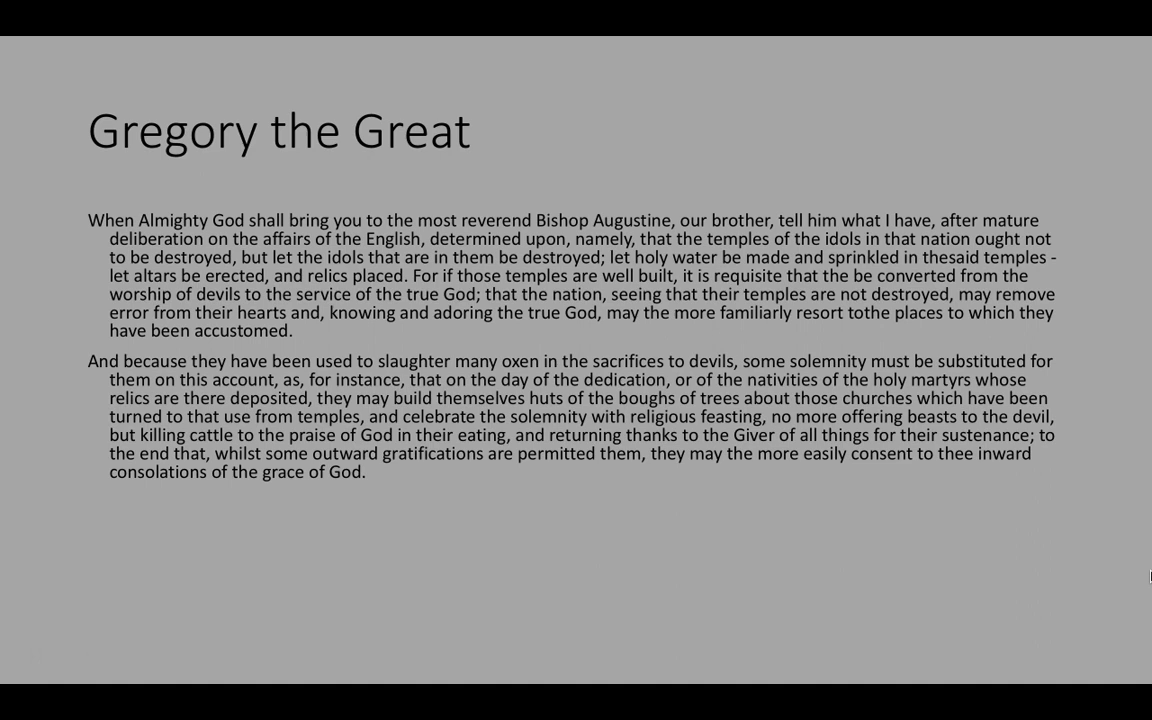 Gregory the Great
When Almighty God shall bring you to the most reverend Bishop Augustine, our brother, tell him what I have, after mature
deliberation on the affairs of the English, determined upon, namely, that the temples of the idols in that nation ought not
to be destroyed, but let the idols that are in them be destroyed; let holy water be made and sprinkled in thesaid temples -
let altars be erected, and relics placed. For if those temples are well built, it is requisite that the be converted from the
worship of devils to the service of the true God; that the nation, seeing that their temples are not destroyed, may remove
error from their hearts and, knowing and adoring the true God, may the more familiarly resort tothe places to which they
have been accustomed.
And because they have been used to slaughter many oxen in the sacrifices to devils, some solemnity must be substituted for
them on this account, as, for instance, that on the day of the dedication, or of the nativities of the holy martyrs whose
relics are there deposited, they may build themselves huts of the boughs of trees about those churches which have been
turned to that use from temples, and celebrate the solemnity with religious feasting, no more offering beasts to the devil,
but killing cattle to the praise of God in their eating, and returning thanks to the Giver of all things for their sustenance; to
the end that, whilst some outward gratifications are permitted them, they may the more easily consent to thee inward
consolations of the grace of God.